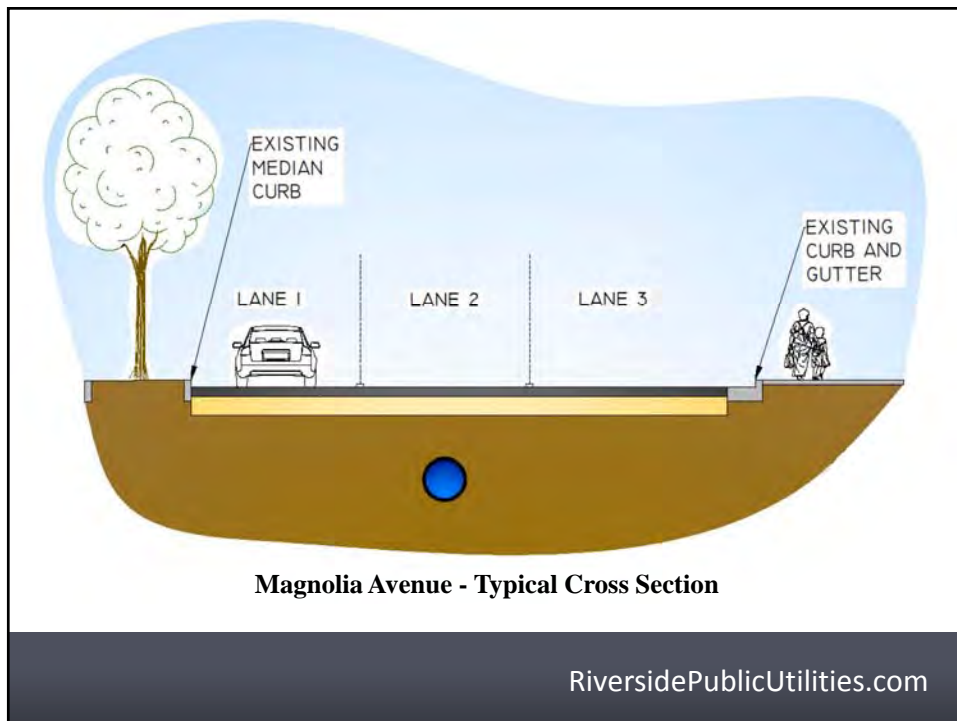 EXISTING
MEDIAN
CURB
EXISTING
CURB AND
GUTTER
LANE 1
LANE 2
LANE 3
Magnolia Avenue - Typical Cross Section
RiversidePublicUtilities.com